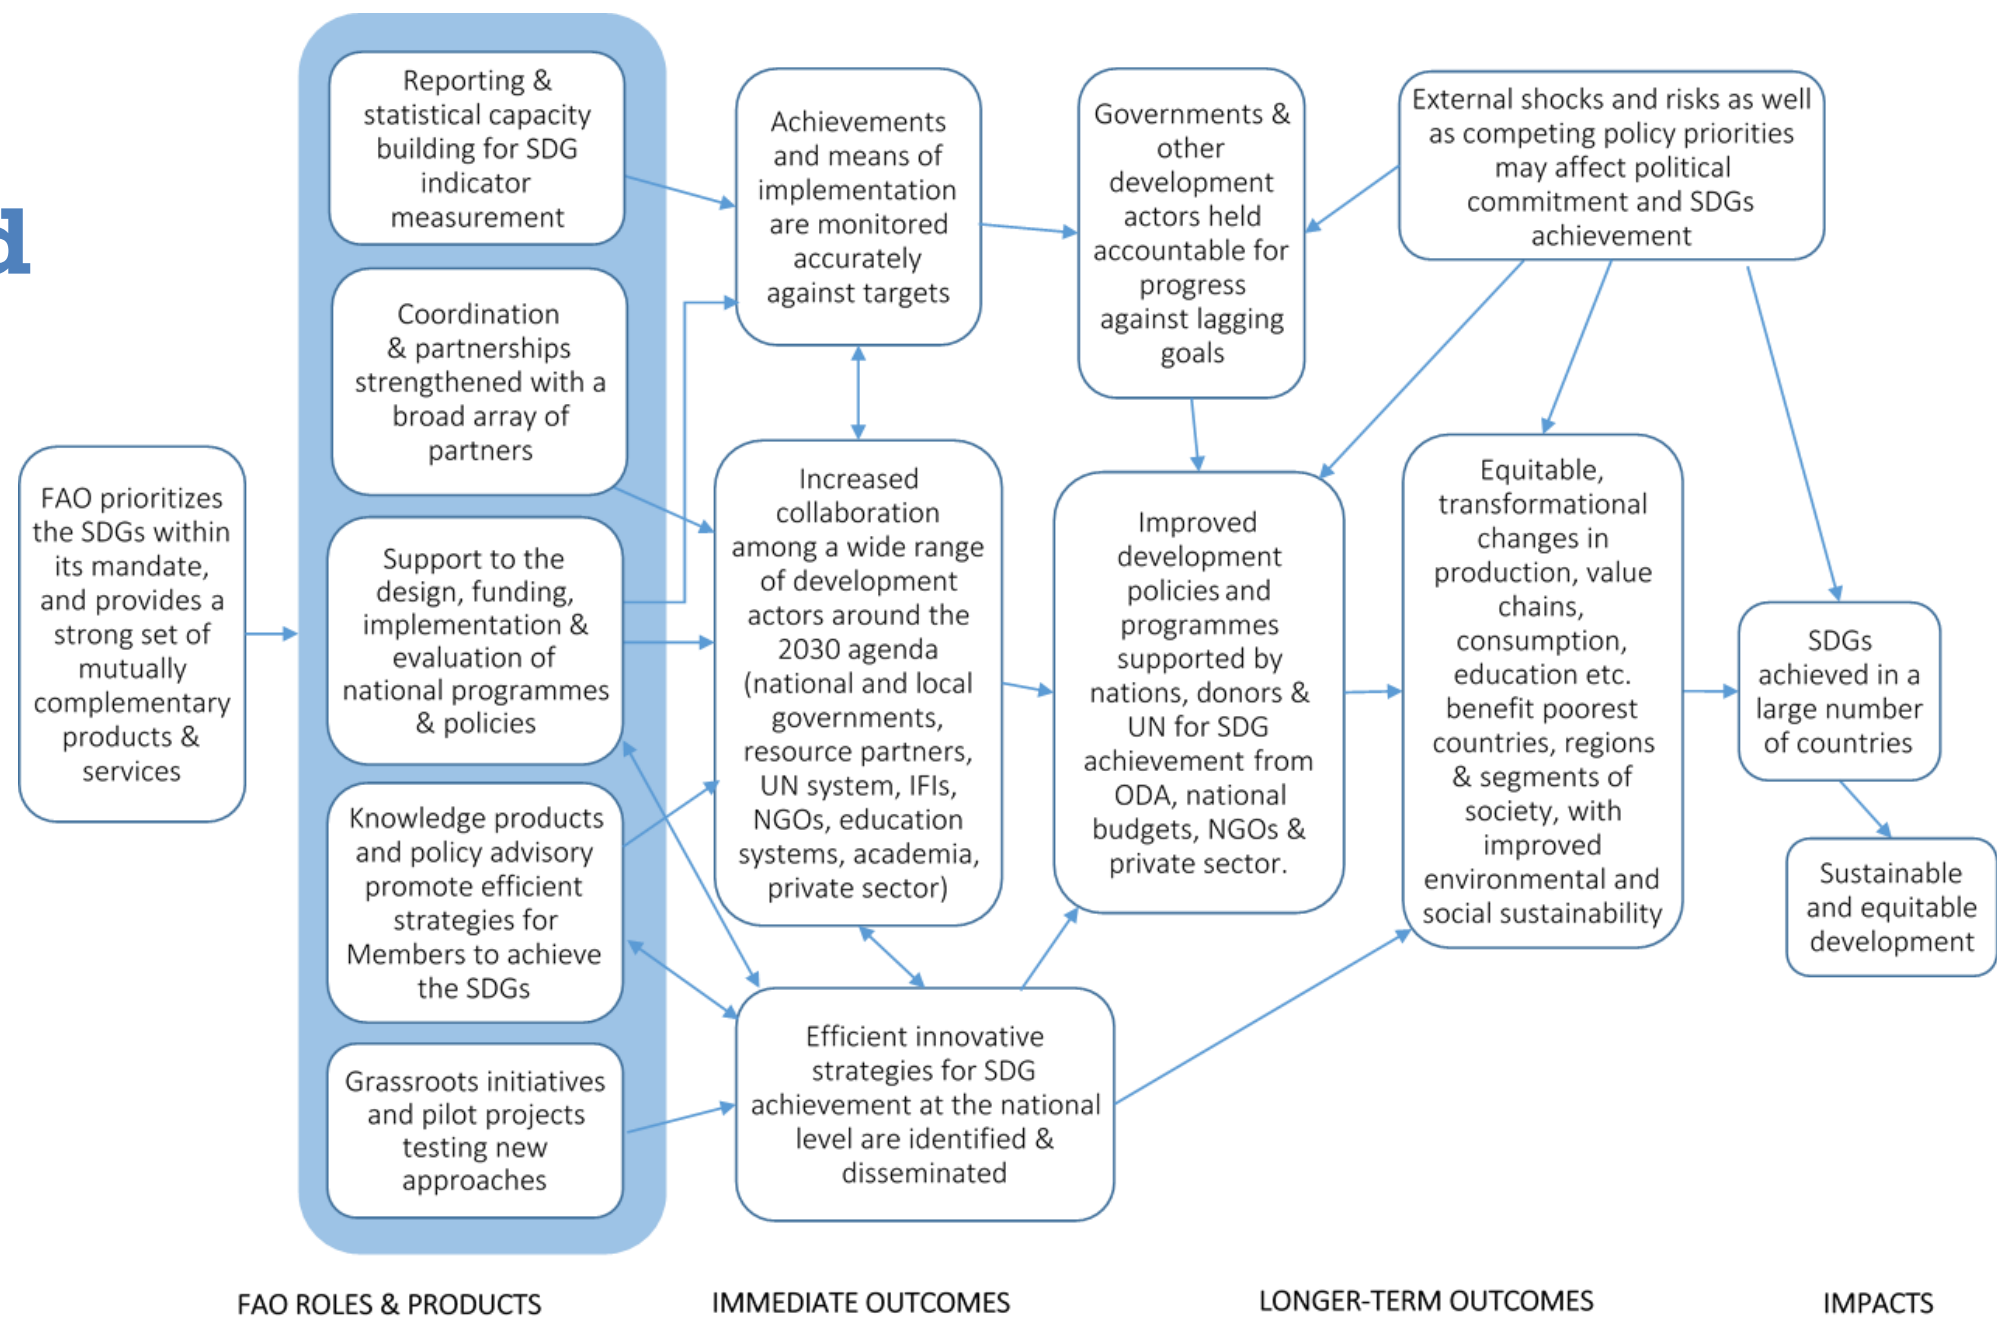 d
FAO prioritizes
the SDGs within
its mandate,
and provides a
strong set of
mutually
complementary
products &
services
Reporting &
statistical capacity
building for SDG
indicator
measurement
Coordination
& partnerships
strengthened with a
broad array of
partners
Support to the
design, funding,
implementation &
evaluation of
national programmes
& policies
Knowledge products
and policy advisory
promote efficient
strategies for
Members to achieve
the SDGs
Grassroots initiatives
and pilot projects
testing new
approaches
Achievements
and means of
implementation
are monitored
accurately
against targets
Increased
collaboration
among a wide range
of development
actors around the
2030 agenda
(national and local
governments,
resource partners,
UN system, IFIs,
NGOs, education
systems, academia,
private sector)
Efficient innovative
strategies for SDG
achievement at the national
level are identified &
disseminated
Governments &
other
development
actors held
accountable for
progress
against lagging
goals
Improved
development
policies and
programmes
supported by
nations, donors &
UN for SDG
achievement from
ODA, national
budgets, NGOs &
private sector.
External shocks and risks as well
as competing policy priorities
may affect political
commitment and SDGs
achievement
Equitable,
transformational
changes in
production, value
chains,
consumption,
education etc.
benefit poorest
countries, regions
& segments of
society, with
improved
environmental and
social sustainability
SDGs
achieved in a
large number
of countries
Sustainable
and equitable
development
FAO ROLES & PRODUCTS
IMMEDIATE OUTCOMES
LONGER-TERM OUTCOMES
IMPACTS